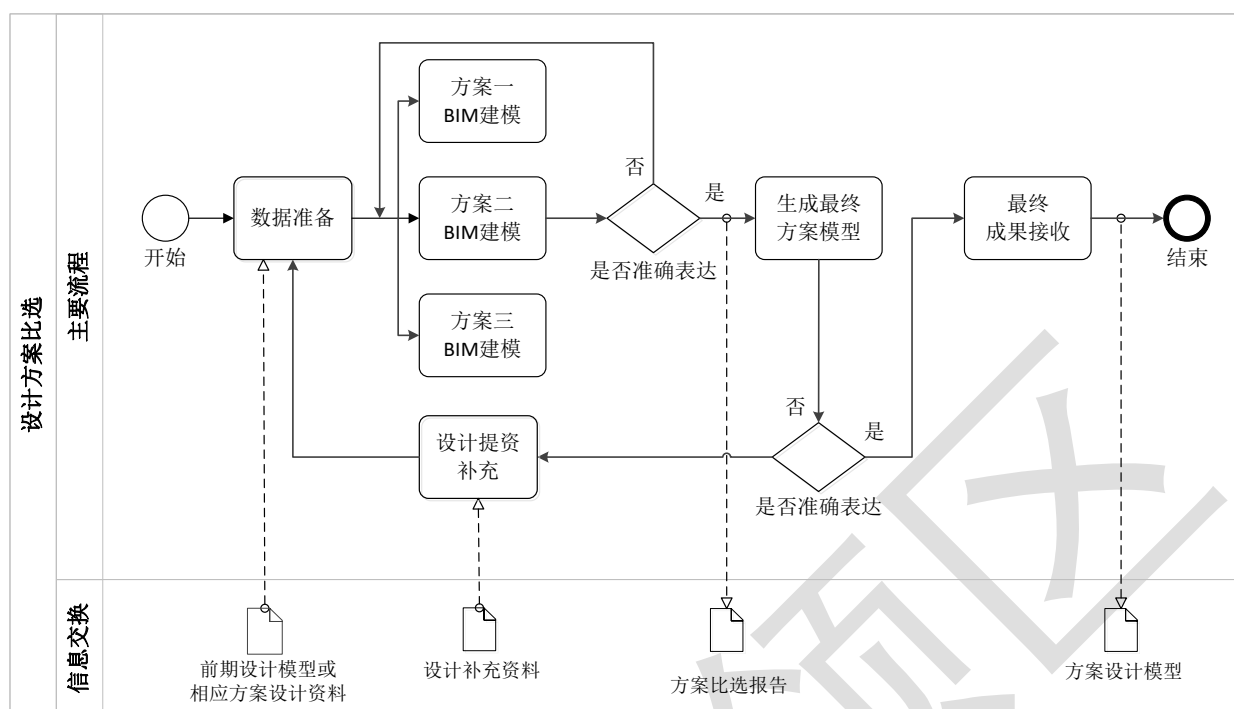 设计方案比选
主要流程
方案一
BIM建模
否
是
数据准备
方案二
BIM建模
生成最终
方案模型
最终
成果接收
开始
是否准确表达
结束
方案三
BIM建模
否
是
设计提资
补充
是否准确表达
信息交换
前期设计模型或
相应方案设计资料
设计补充资料
方案比选报告
方案设计模型